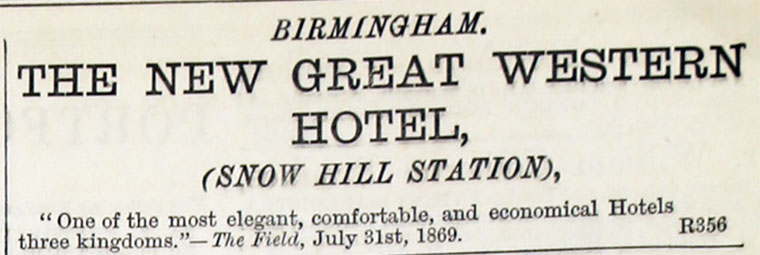 BIRMINGHAM.
THE NEW GREAT WESTERN
HOTEL,
(SNOW HILL STATION),
"One of the most elegant, comfortable, and economical Hotels
three kingdoms."—The Field, July 31st, 1869. R356